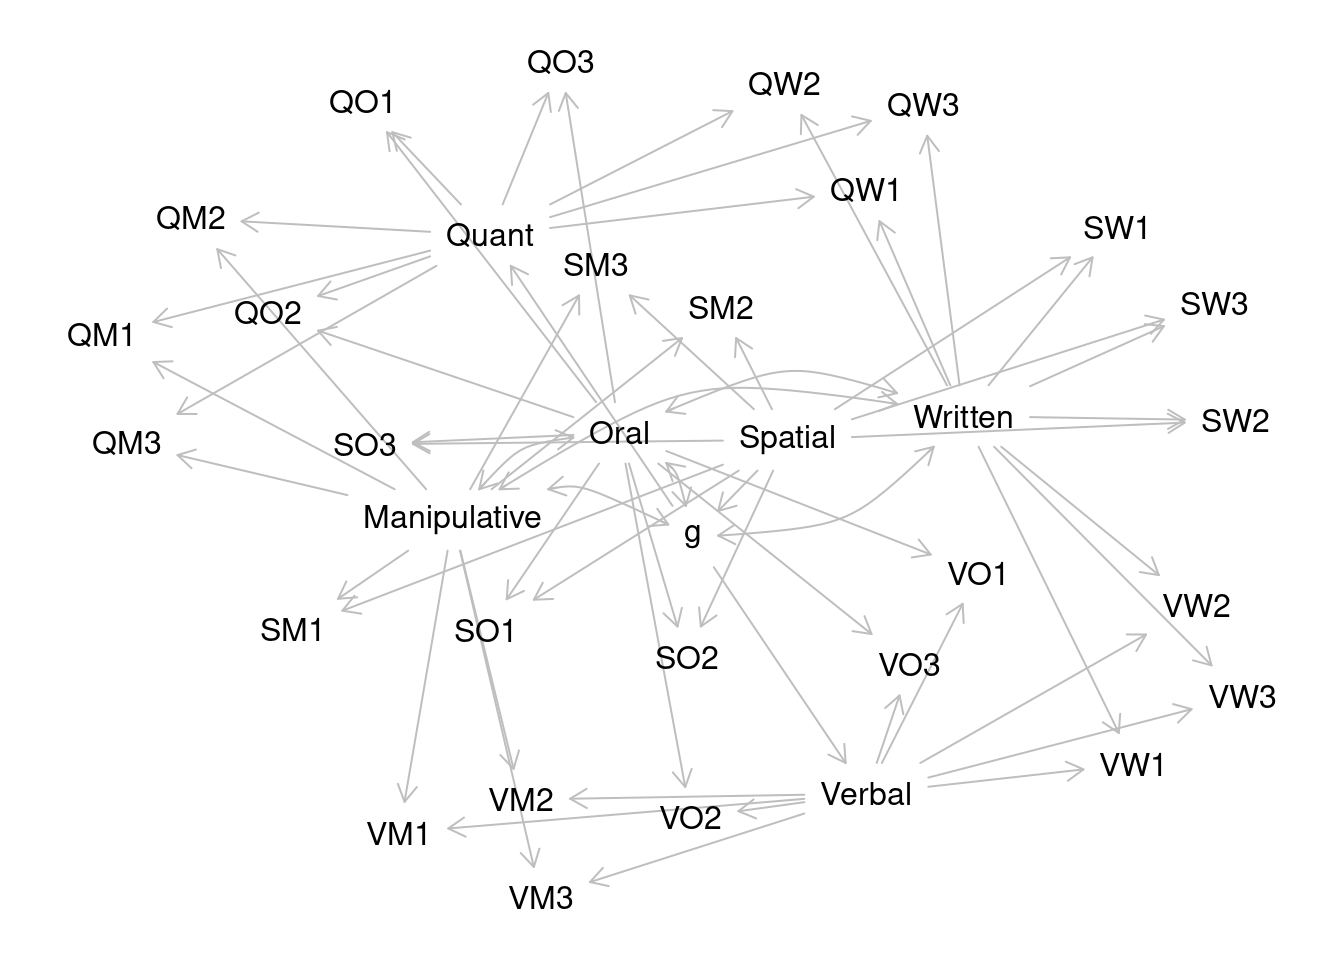 QO3
QW2
QO1
QW3
QW1
QM2
SW1
Quant
SM3
SW3
SM2
QO2
QM1
Written
SW2
Oral
Spatial
QM3
SO3
Manipulative
g
VO1
VW2
SM1
SO1
SO2
VO3
VW3
VW1
Verbal
VM2
VO2
VM1
VM3